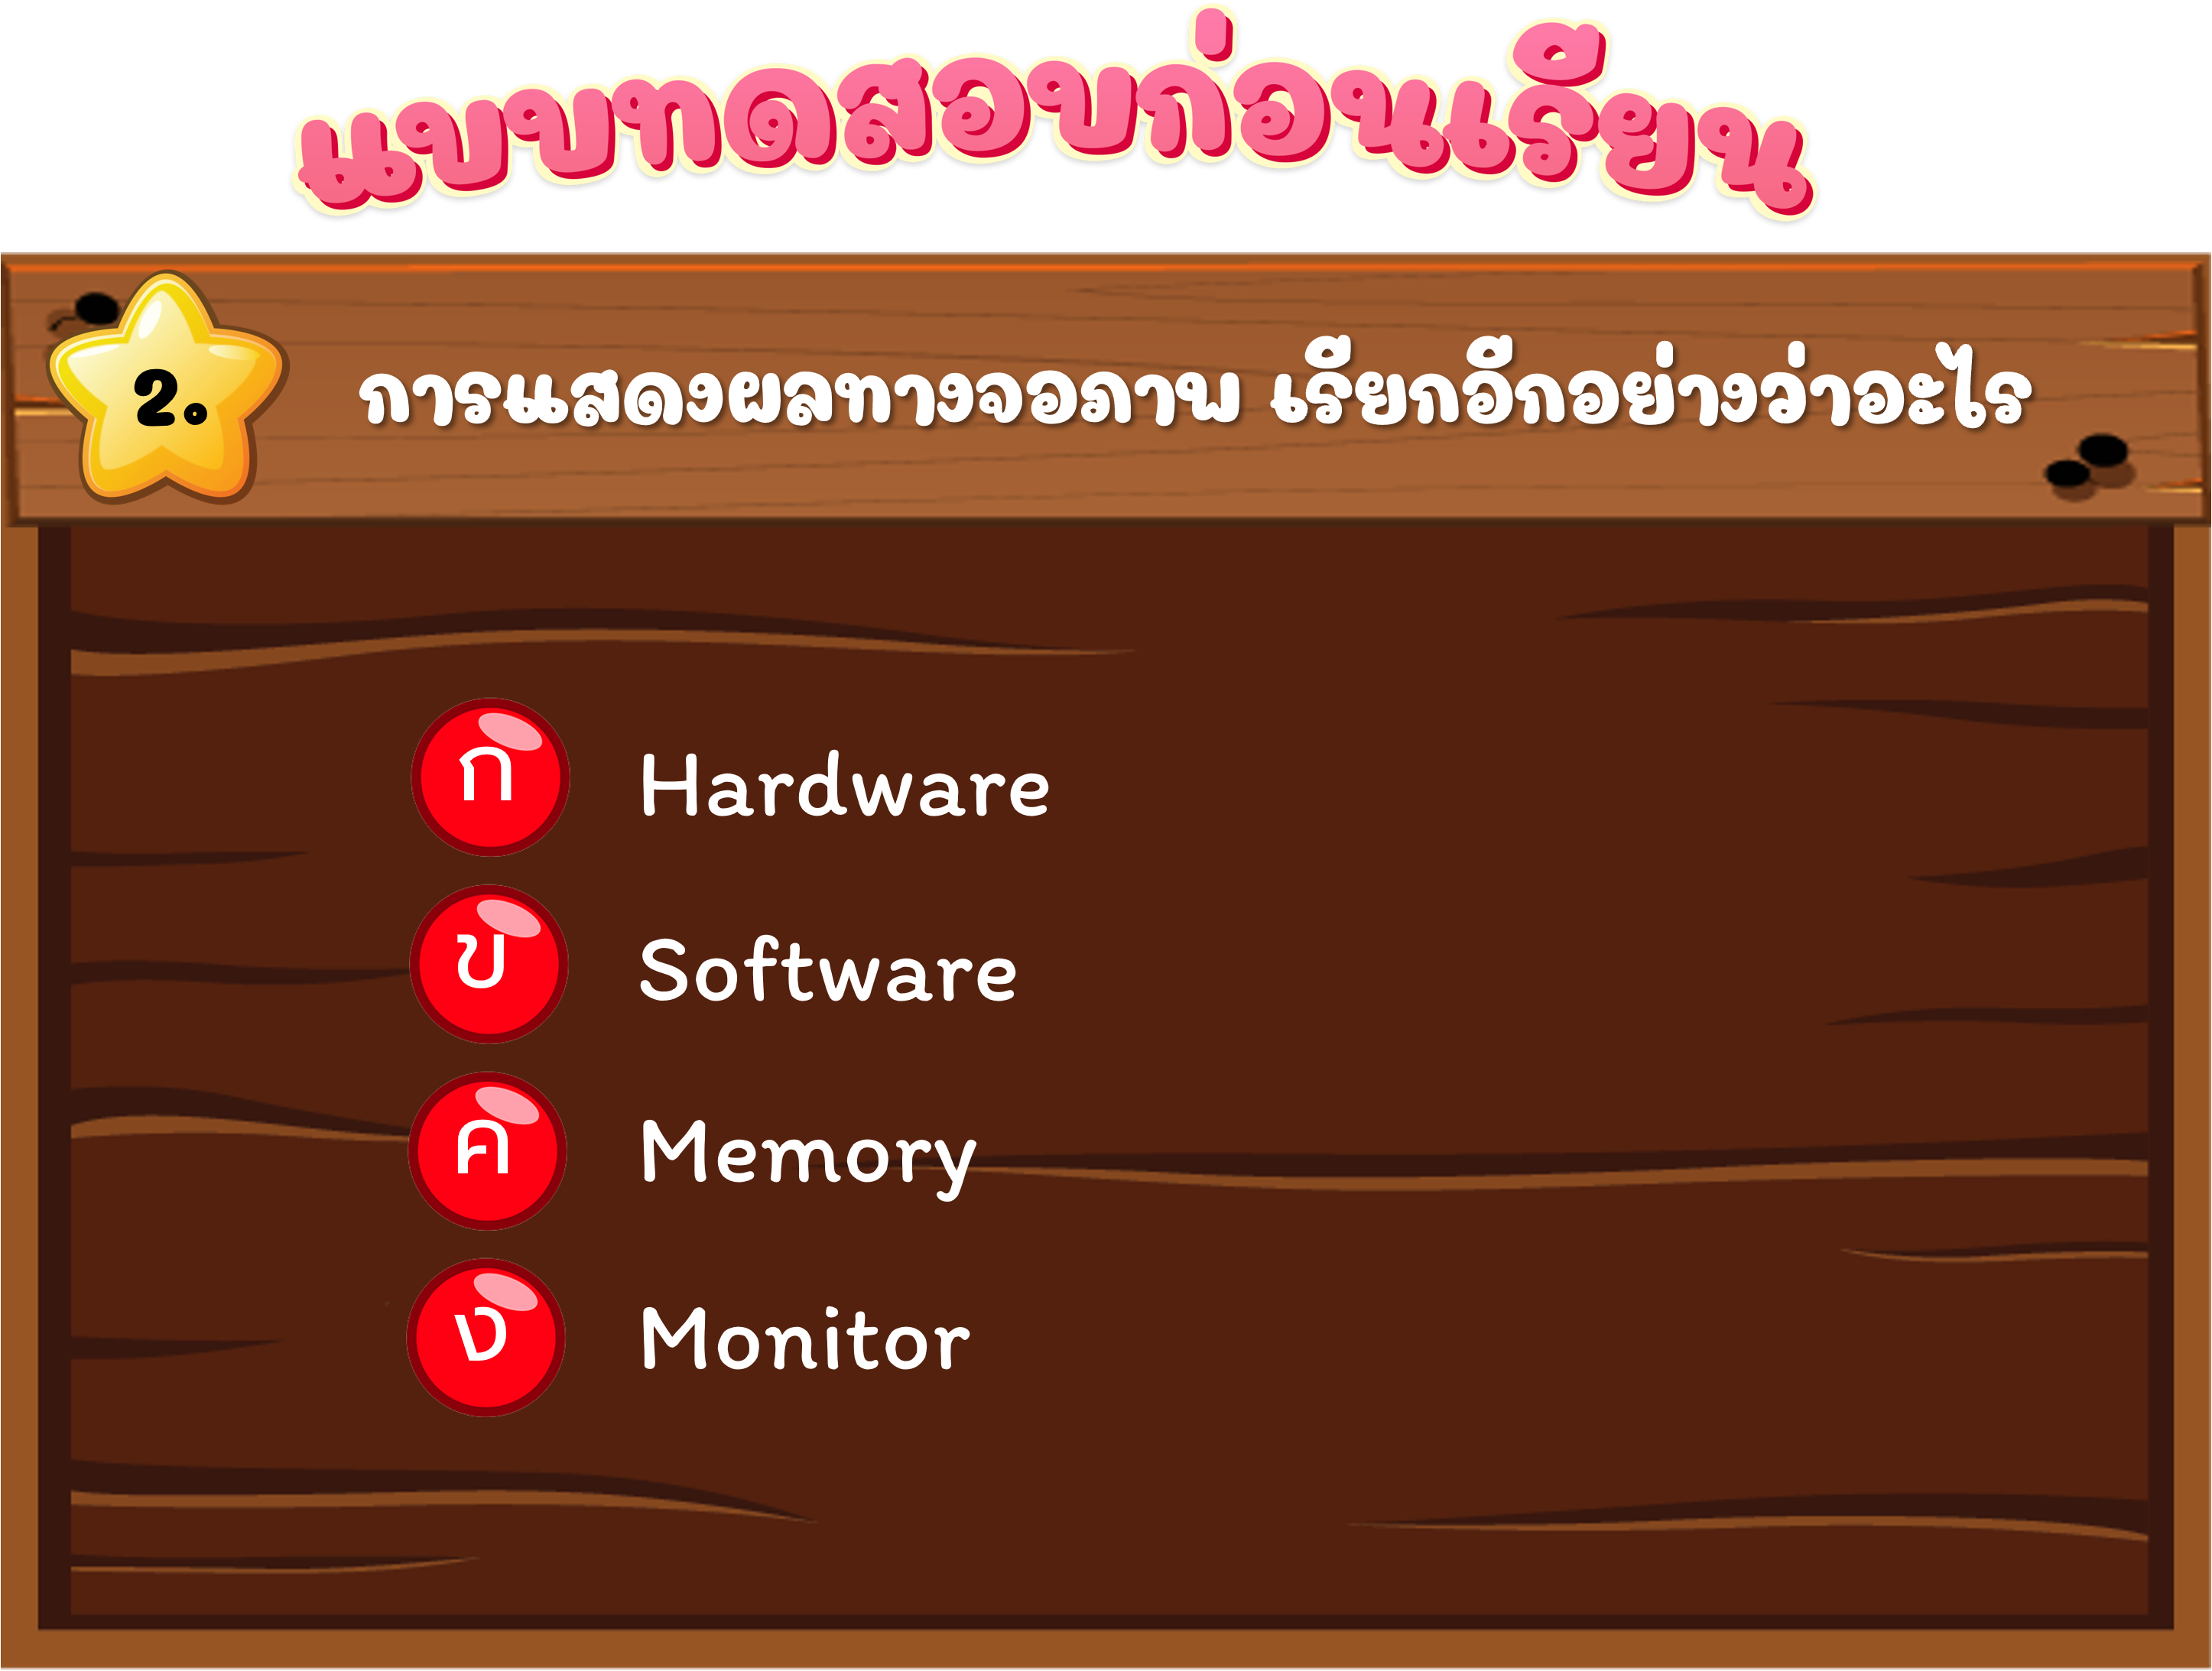 แบบทดสอบก่อนเรียน
2. การแสดงผลทางจอภาพ เรียกอีกอย่างว่าอะไร
ก Hardware
ข Software
ค Memory
ง Monitor